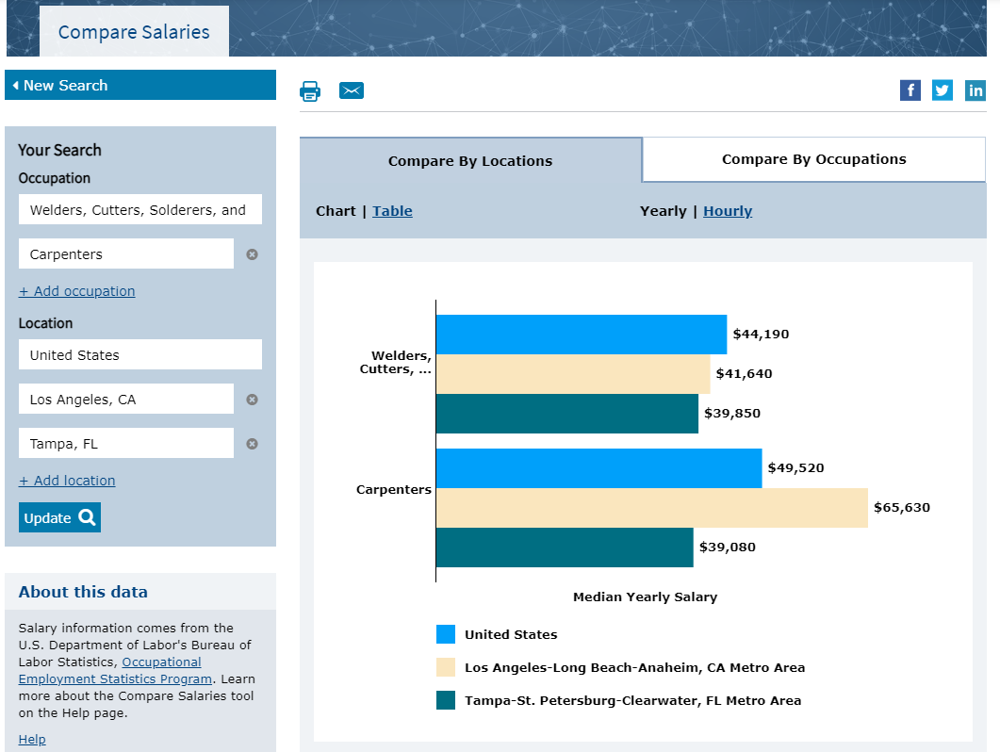 Compare Salaries
New Search
Your Search
Occupation
Welders, Cutters, Solderers, and
Carpenters
+ Add occupation
Location
United States
Los Angeles, CA
Tampa, FL
+ Add location
Update
About this data
Salary information comes from the
U.S. Department of Labor's Bureau of
Labor Statistics, Occupational
Employment Statistics Program. Learn
more about the Compare Salaries tool
on the Help page.
Help
f
in
Compare By Locations
Compare By Occupations
Chart | Table
Yearly | Hourly
Welders,
Cutters, ...
$44,190
$41,640
$39,850
Carpenters
$49,520
$65,630
$39,080
Median Yearly Salary
United States
Los Angeles-Long Beach-Anaheim, CA Metro Area
Tampa-St. Petersburg-Clearwater, FL Metro Area